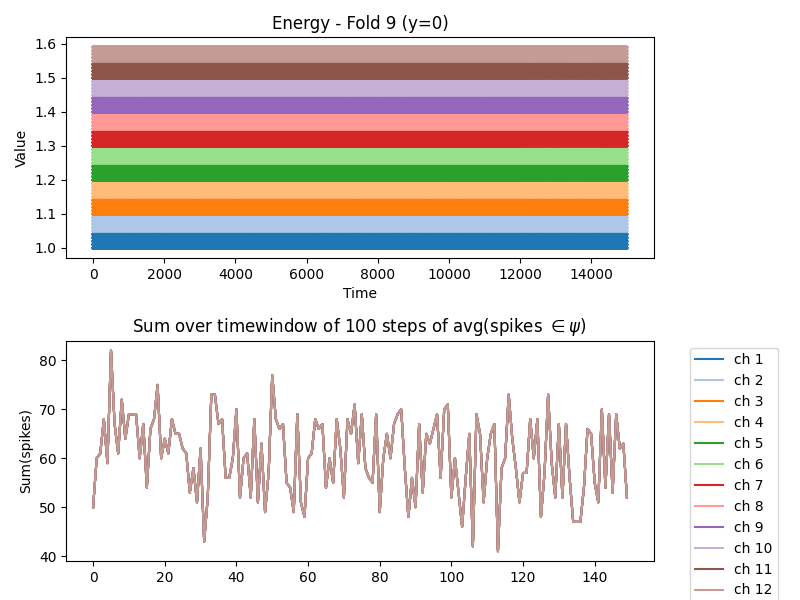 Energy - Fold 9 (y=0)
1.6
1.5
1.4
1.3
1.2
1.1
1.0
Value
0 2000 4000 6000 8000 10000 12000 14000
Time
Sum over timewindow of 100 steps of avg(spikes ∈ ψ)
80
70
60
50
40
Sum(spikes)
0 20 40 60 80 100 120 140
ch 1
ch 2
ch 3
ch 4
ch 5
ch 6
ch 7
ch 8
ch 9
ch 10
ch 11
ch 12